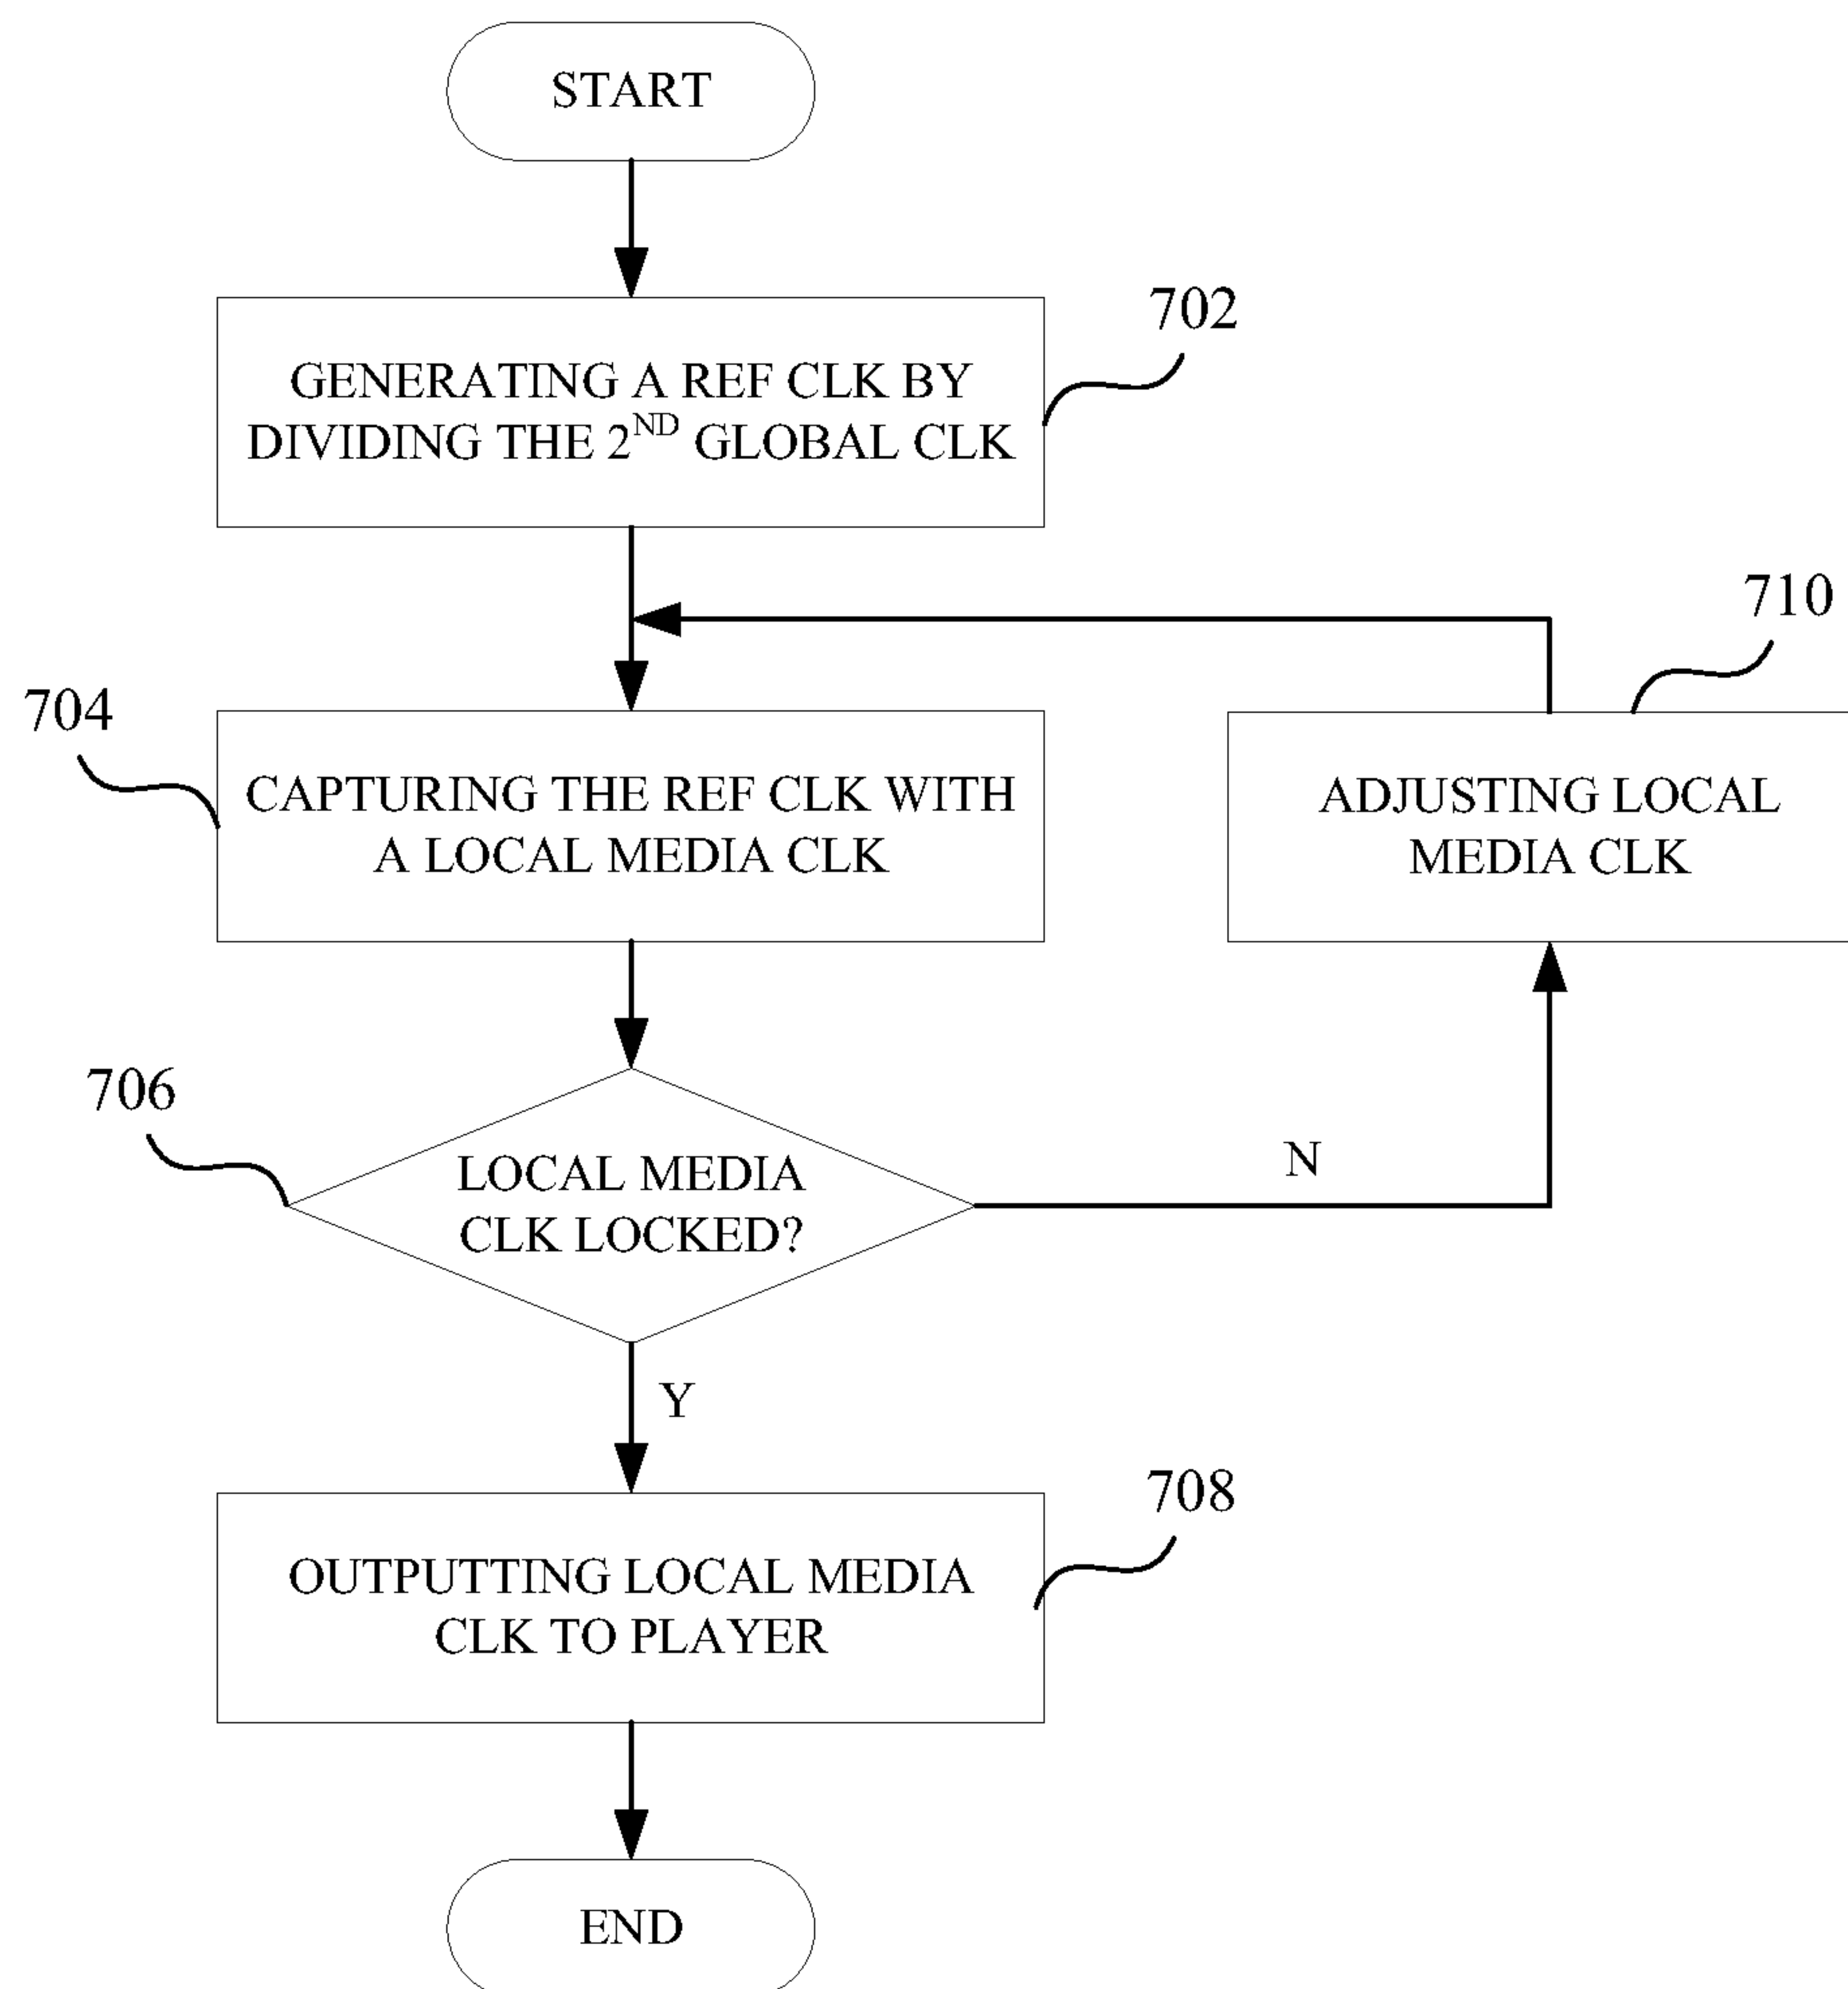 START
702
GENERATING A REF CLK BY
DIVIDING THE 2ND GLOBAL CLK
710
704
CAPTURING THE REF CLK WITH
A LOCAL MEDIA CLK
ADJUSTING LOCAL
MEDIA CLK
706
LOCAL MEDIA
CLK LOCKED?
N
Y
708
OUTPUTTING LOCAL MEDIA
CLK TO PLAYER
END